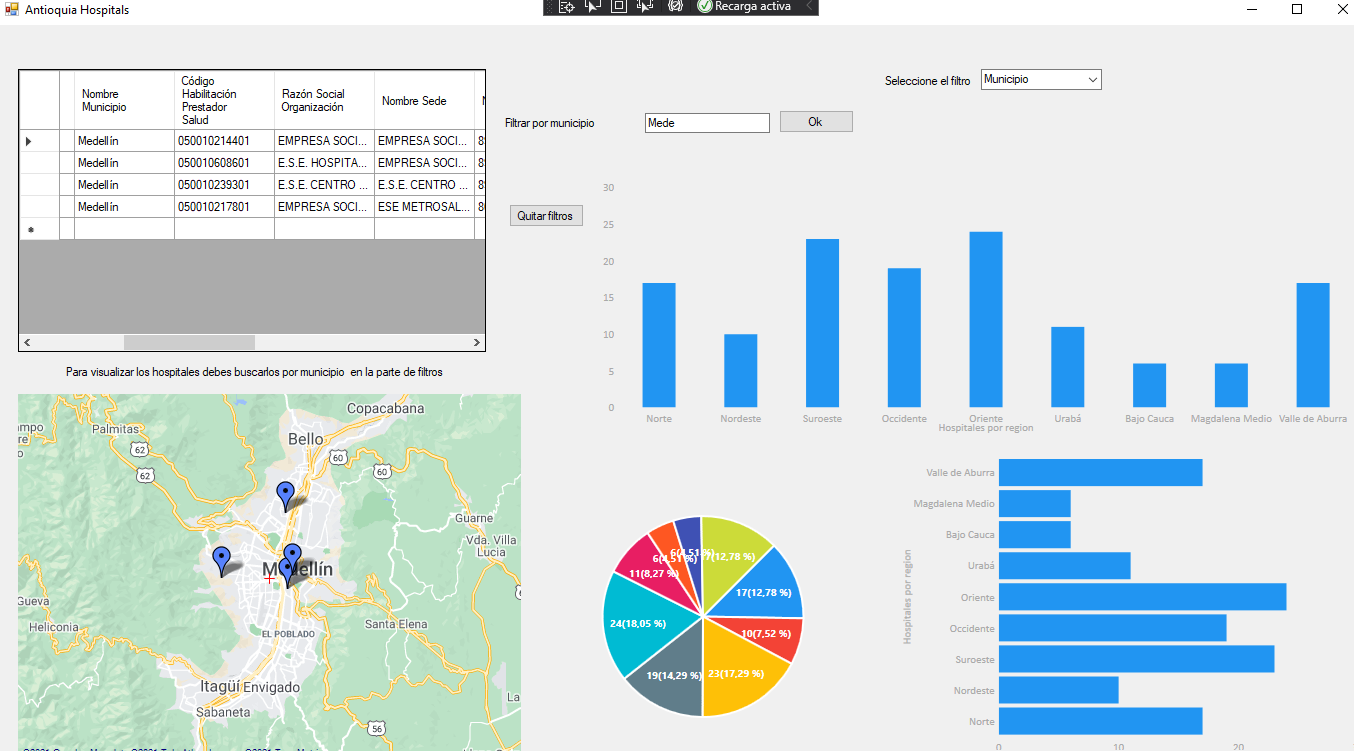 Antioquia Hospitals
Recarga activa
Seleccione el filtro
Municipio
Filtrar por municipio
Mede
Ok
Quitar filtros
Nombre
Municipio
Código
Habilitación
Prestador
Salud
Razón Social
Organización
Nombre Sede
Medellín 050010214401 EMPRESA SOCI... EMPRESA SOCI...
Medellín 050010608601 E.S.E. HOSPITA... EMPRESA SOCI...
Medellín 050010239301 E.S.E. CENTRO ... E.S.E. CENTRO ...
Medellín 050010217801 EMPRESA SOCI... ESE METROSAL...
30
25
20
15
10
5
0
Norte Nordeste Suroeste Occidente Oriente Urabá Bajo Cauca Magdalena Medio Valle de Aburra
Hospitales por region
Para visualizar los hospitales debes buscarlos por municipio en la parte de filtros
Copacabana
Palmitas
Bello
62
60
62
60
Guarne
Vda. Villa
Lucia
Medellín
Gueva
Heliconia
EL POBLADO
Santa Elena
Itagüí Envigado
Sabaneta
La
56
17(12,78 %)
10(7,52 %)
23(17,29 %)
19(14,29 %)
24(18,05 %)
11(8,27 %)
6(4,51 %)
6(4,51 %)
17(12,78 %)
Hospitales por region
Valle de Aburra
Magdalena Medio
Bajo Cauca
Urabá
Oriente
Occidente
Suroeste
Nordeste
Norte
0 10 20